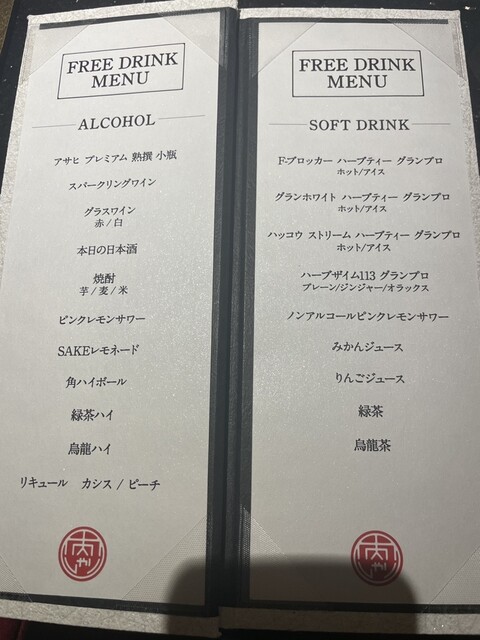 FREE DRINK
MENU
ALCOHOL
アサヒ プレミアム 熟撰 小瓶
スパークリングワイン
グラスワイン
赤 / 白
本日の日本酒
焼酎
芋 / 麦 / 米
ピンクレモンサワー
SAKEレモネード
角ハイボール
緑茶ハイ
烏龍ハイ
リキュール カシス / ピーチ
FREE DRINK
MENU
SOFT DRINK
F-ブロッカー ハーブティー グランプロ
ホット/アイス
グランホワイト ハーブティー グランプロ
ホット/アイス
ハッコウ ストリーム ハーブティー グランプロ
ホット/アイス
ハーブザイム113 グランプロ
プレーン/ジンジャー/オラックス
ノンアルコールピンクレモンサワー
みかんジュース
りんごジュース
緑茶
烏龍茶